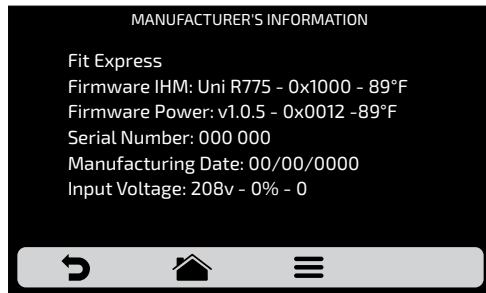 MANUFACTURER'S INFORMATION
Fit Express
Firmware IHM: Uni R775 - 0x1000 - 89°F
Firmware Power: v1.0.5 - 0x0012 -89°F
Serial Number: 000 000
Manufacturing Date: 00/00/0000
Input Voltage: 208v - 0% - 0